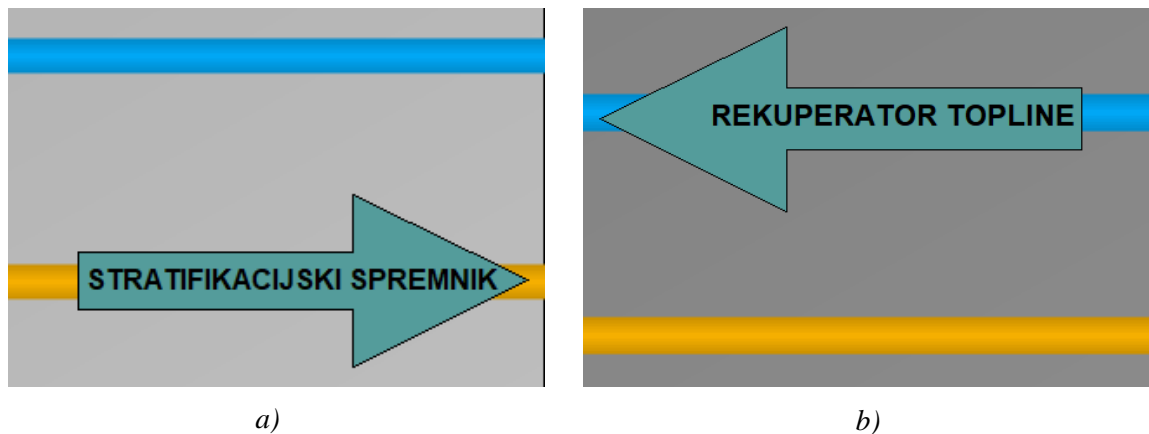 STRATIFIKACIJSKI SPREMNIK
REKUPERATOR TOPLINE
a)
b)